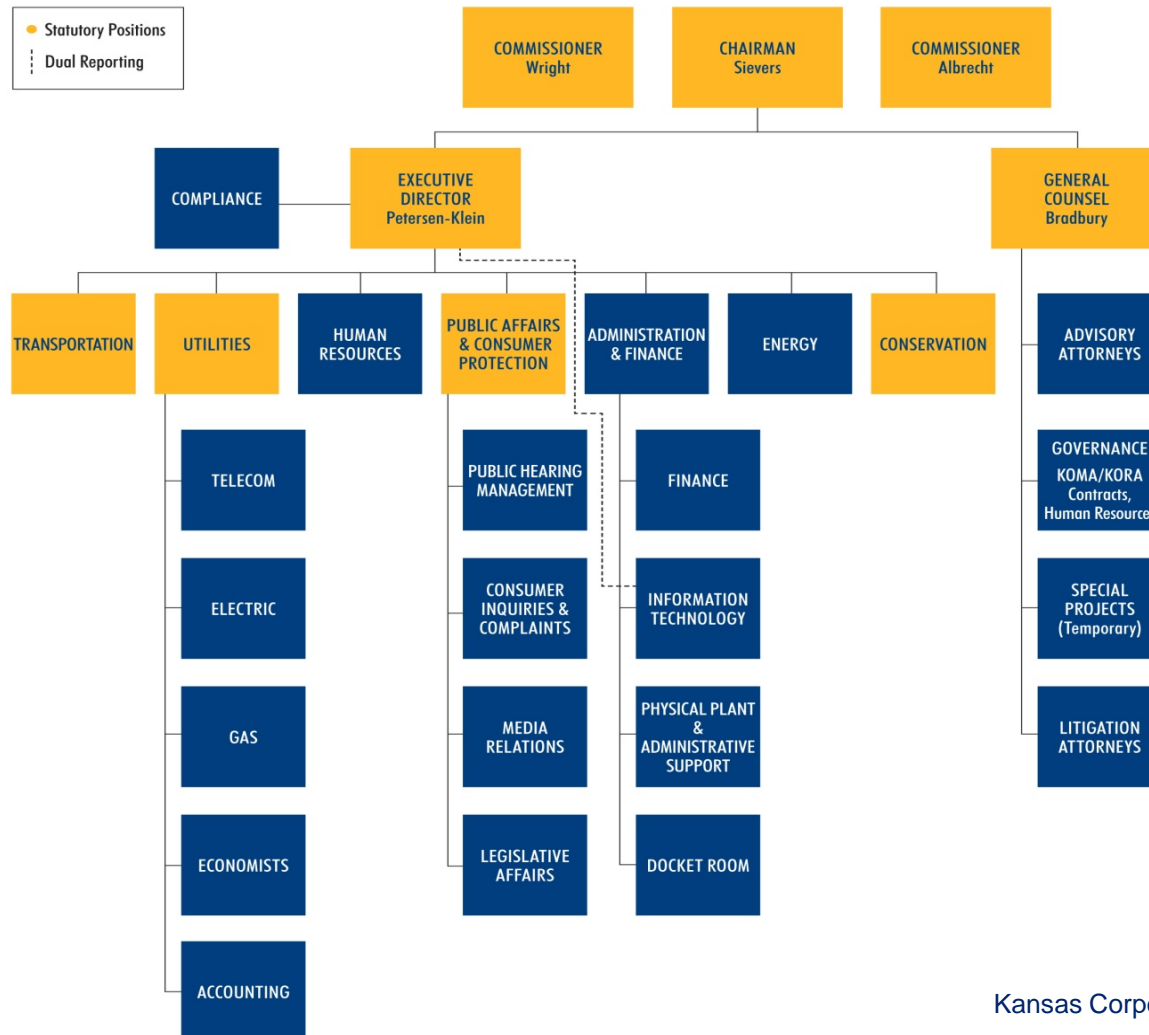 Statutory Positions
Dual Reporting
COMMISSIONER
Wright
CHAIRMAN
Sievers
COMMISSIONER
Albrecht
COMPLIANCE
EXECUTIVE
DIRECTOR
Petersen-Klein
GENERAL
COUNSEL
Bradbury
TRANSPORTATION
UTILITIES
HUMAN
RESOURCES
PUBLIC AFFAIRS
& CONSUMER
PROTECTION
ADMINISTRATION
& FINANCE
ENERGY
CONSERVATION
ADVISORY
ATTORNEYS
TELECOM
PUBLIC HEARING
MANAGEMENT
FINANCE
GOVERNANCE
KOMA/KORA
Contracts,
Human Resource
ELECTRIC
CONSUMER
INQUIRIES &
COMPLAINTS
INFORMATION
TECHNOLOGY
SPECIAL
PROJECTS
(Temporary)
GAS
MEDIA
RELATIONS
PHYSICAL PLANT
&
ADMINISTRATIVE
SUPPORT
LITIGATION
ATTORNEYS
ECONOMISTS
LEGISLATIVE
AFFAIRS
DOCKET ROOM
ACCOUNTING
Kansas Corp